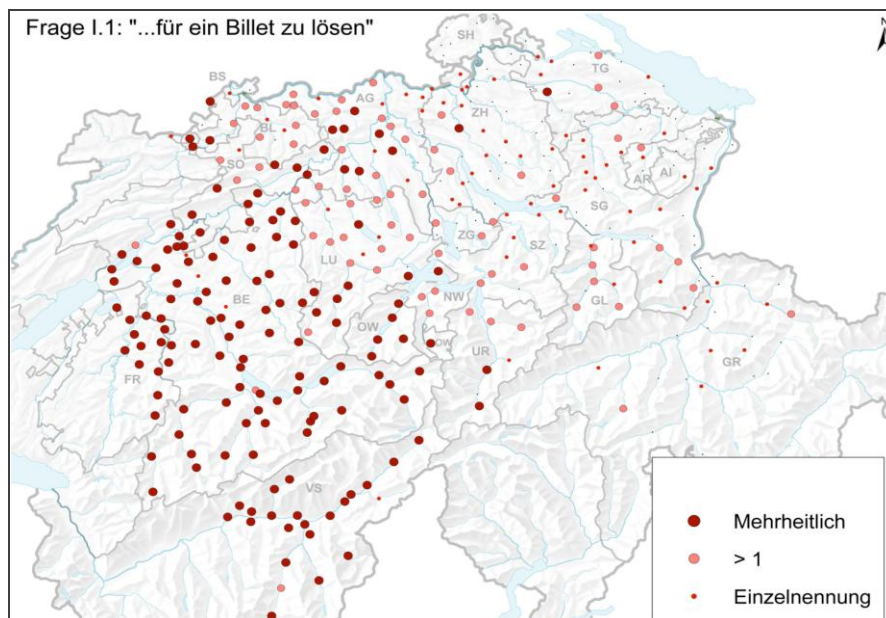 Frage I.1: "...für ein Billet zu lösen"
N
SH
BS
TG
AG
ZH
BL
SO
AR
AI
SG
ZG
LU
SZ
BE
NW
GL
OW
OW
UR
GR
FR
VS
Mehrheitlich
> 1
Einzelnennung